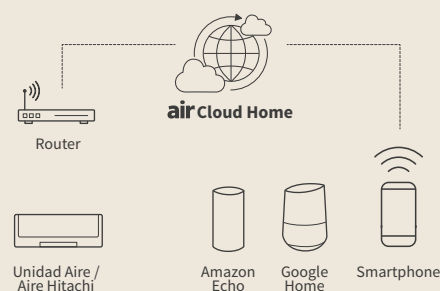 air Cloud Home
Router
Unidad Aire /
Aire Hitachi
Amazon
Echo
Google
Home
Smartphone